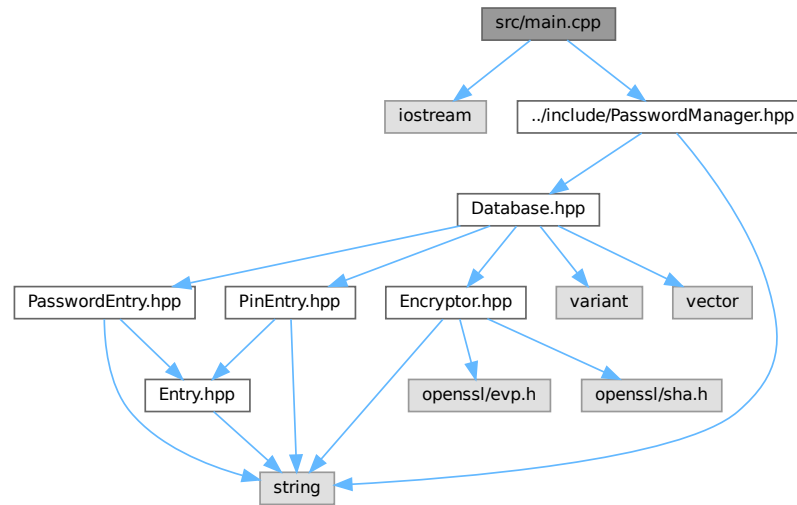 src/main.cpp
iostream
../include/PasswordManager.hpp
Database.hpp
PasswordEntry.hpp
PinEntry.hpp
Encryptor.hpp
variant
vector
Entry.hpp
openssl/evp.h
openssl/sha.h
string